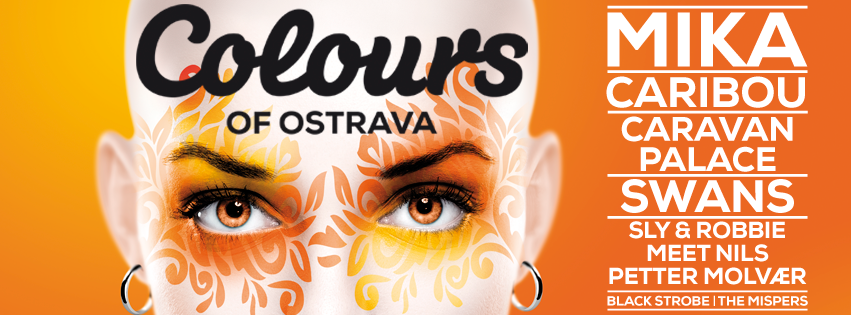 Colours
OF OSTRAVA
MIKA
CARIBOU
CARAVAN
PALACE
SWANS
SLY & ROBBIE
MEET NILS
PETTER MOLVÆR
BLACK STROBE | THE MISPERS